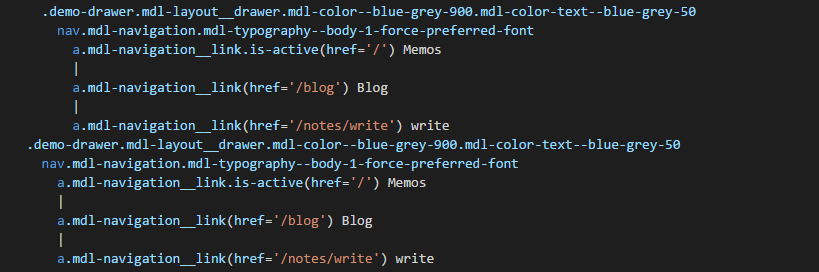 .demo-drawer.mdl-layout__drawer.mdl-color--blue-grey-900.mdl-color-text--blue-grey-50
nav.mdl-navigation.mdl-typography--body-1-force-preferred-font
a.mdl-navigation__link.is-active(href='/') Memos
|
a.mdl-navigation__link(href='/blog') Blog
|
a.mdl-navigation__link(href='/notes/write') write
.demo-drawer.mdl-layout__drawer.mdl-color--blue-grey-900.mdl-color-text--blue-grey-50
nav.mdl-navigation.mdl-typography--body-1-force-preferred-font
a.mdl-navigation__link.is-active(href='/') Memos
|
a.mdl-navigation__link(href='/blog') Blog
|
a.mdl-navigation__link(href='/notes/write') write